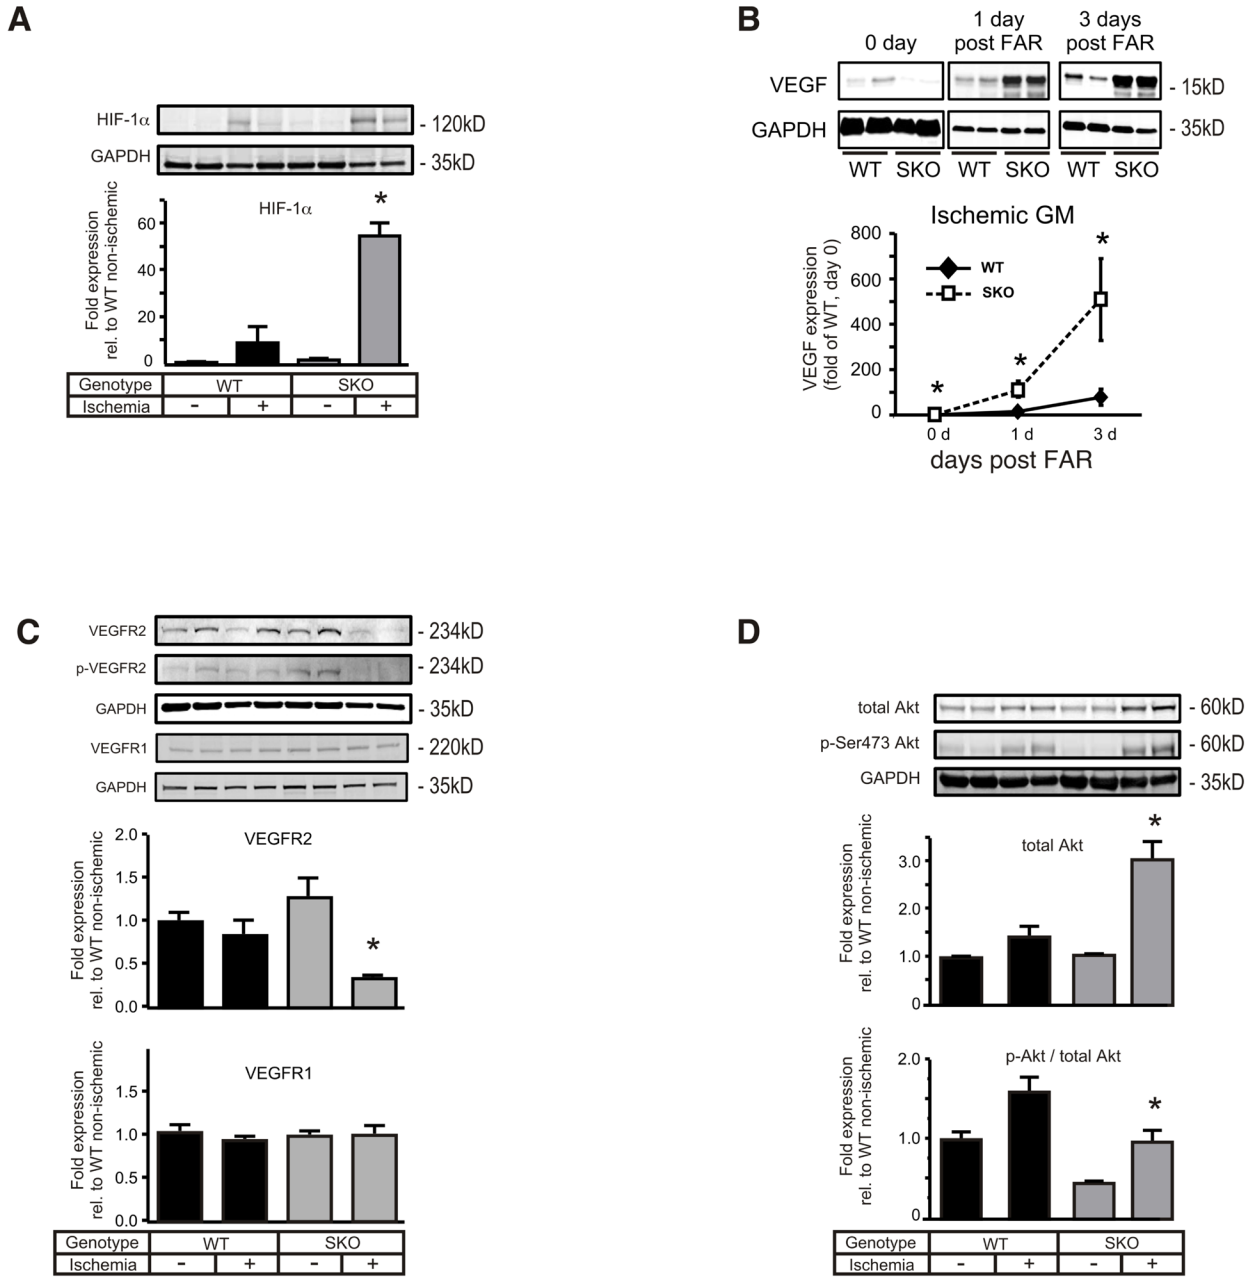 A
HIF-1α
- 120kD
GAPDH
- 35kD
Fold expression
rel. to WT non-ischemic
HIF-1α
*
60
40
20
0
Genotype WT SKO
Ischemia - + - +
B
0 day
1 day
post FAR
3 days
post FAR
VEGF
- 15kD
GAPDH
- 35kD
WT SKO WT SKO WT SKO
Ischemic GM
VEGF expression
(fold of WT, day 0)
800
600
400
200
0
WT
SKO
* * *
0 d 1 d 3 d
days post FAR
C
VEGFR2 - 234kD
p-VEGFR2 - 234kD
GAPDH - 35kD
VEGFR1 - 220kD
GAPDH - 35kD
Fold expression
rel. to WT non-ischemic
VEGFR2
2.0
1.5
1.0
0.5
0.0
*
Fold expression
rel. to WT non-ischemic
VEGFR1
1.5
1.0
0.5
0.0
Genotype WT SKO
Ischemia - + - +
D
total Akt - 60kD
p-Ser473 Akt - 60kD
GAPDH - 35kD
Fold expression
rel. to WT non-ischemic
total Akt
*
3.0
2.0
1.0
0
Fold expression
rel. to WT non-ischemic
p-Akt / total Akt
2.0
1.0
0
*
Genotype WT SKO
Ischemia - + - +